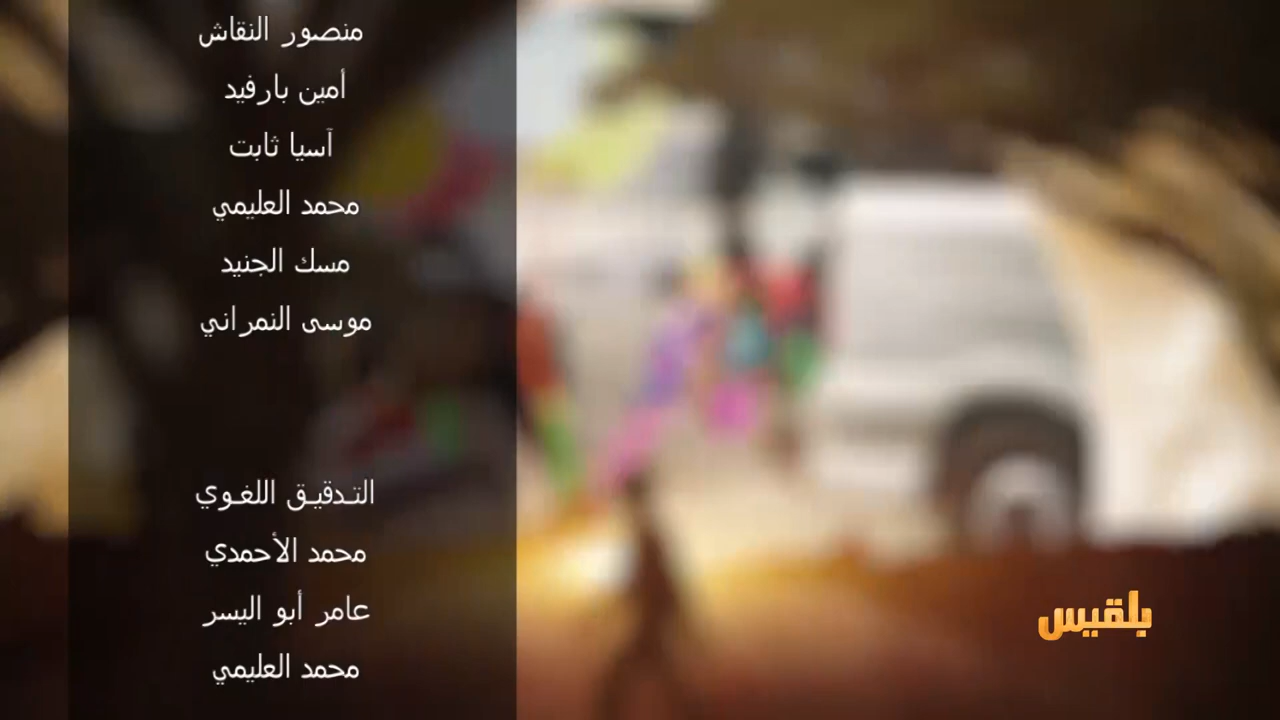 منصور النقاش
أمين بارفيد
آسيا ثابت
محمد العليمي
مسك الجنيد
موسى النمراني
التدقيق اللغوي
محمد الأحمدي
عامر أبو اليسر
محمد العليمي
بلقيس